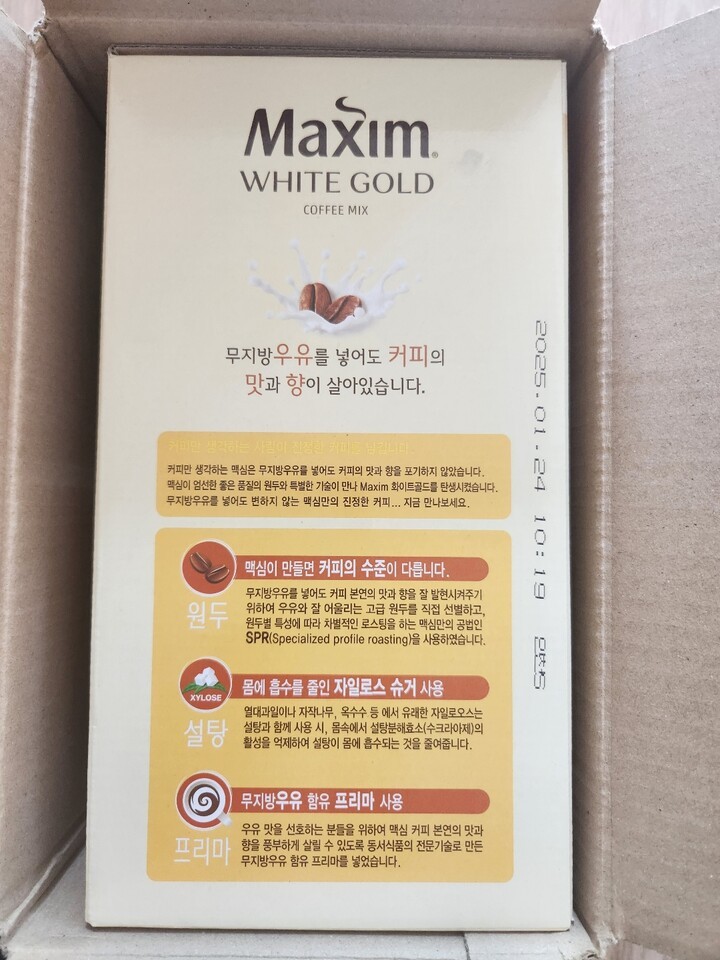 Maxim®
WHITE GOLD
COFFEE MIX
무지방우유를 넣어도 커피의
맛과 향이 살아있습니다.
커피만 생각하는 사람이 진정한 커피를
커피만 생각하는 맥심은 무지방우유를 넣어도 커피의 맛과 향을 포기하지 않았습니다.
맥심이 엄선한 좋은 품질의 원두와 특별한 기술이 만나 Maxim 화이트골드를 탄생시켰습니다.
무지방우유를 넣어도 변하지 않는 맥심만의 진정한 커피... 지금 만나보세요.
원두
맥심이 만들면 커피의 수준이 다릅니다.
무지방우유를 넣어도 커피 본연의 맛과 향을 잘 발현시켜주기
위하여 우유와 잘 어울리는 고급 원두를 직접 선별하고,
원두별 특성에 따라 차별적인 로스팅을 하는 맥심만의 공법인
SPR(Specialized profile roasting)을 사용하였습니다.
XYLOSE
설탕
몸에 흡수를 줄인 자일로스 슈거 사용
열대과일이나 자작나무, 옥수수 등 에서 유래한 자일로오스는
설탕과 함께 사용 시, 몸속에서 설탕분해효소(수크라아제)의
활성을 억제하여 설탕이 몸에 흡수되는 것을 줄여줍니다.
프리마
무지방우유 함유 프리마 사용
우유 맛을 선호하는 분들을 위하여 맥심 커피 본연의 맛과
향을 풍부하게 살릴 수 있도록 동서식품의 전문기술로 만든
무지방우유 함유 프리마를 넣었습니다.
2025.01.24 10:19